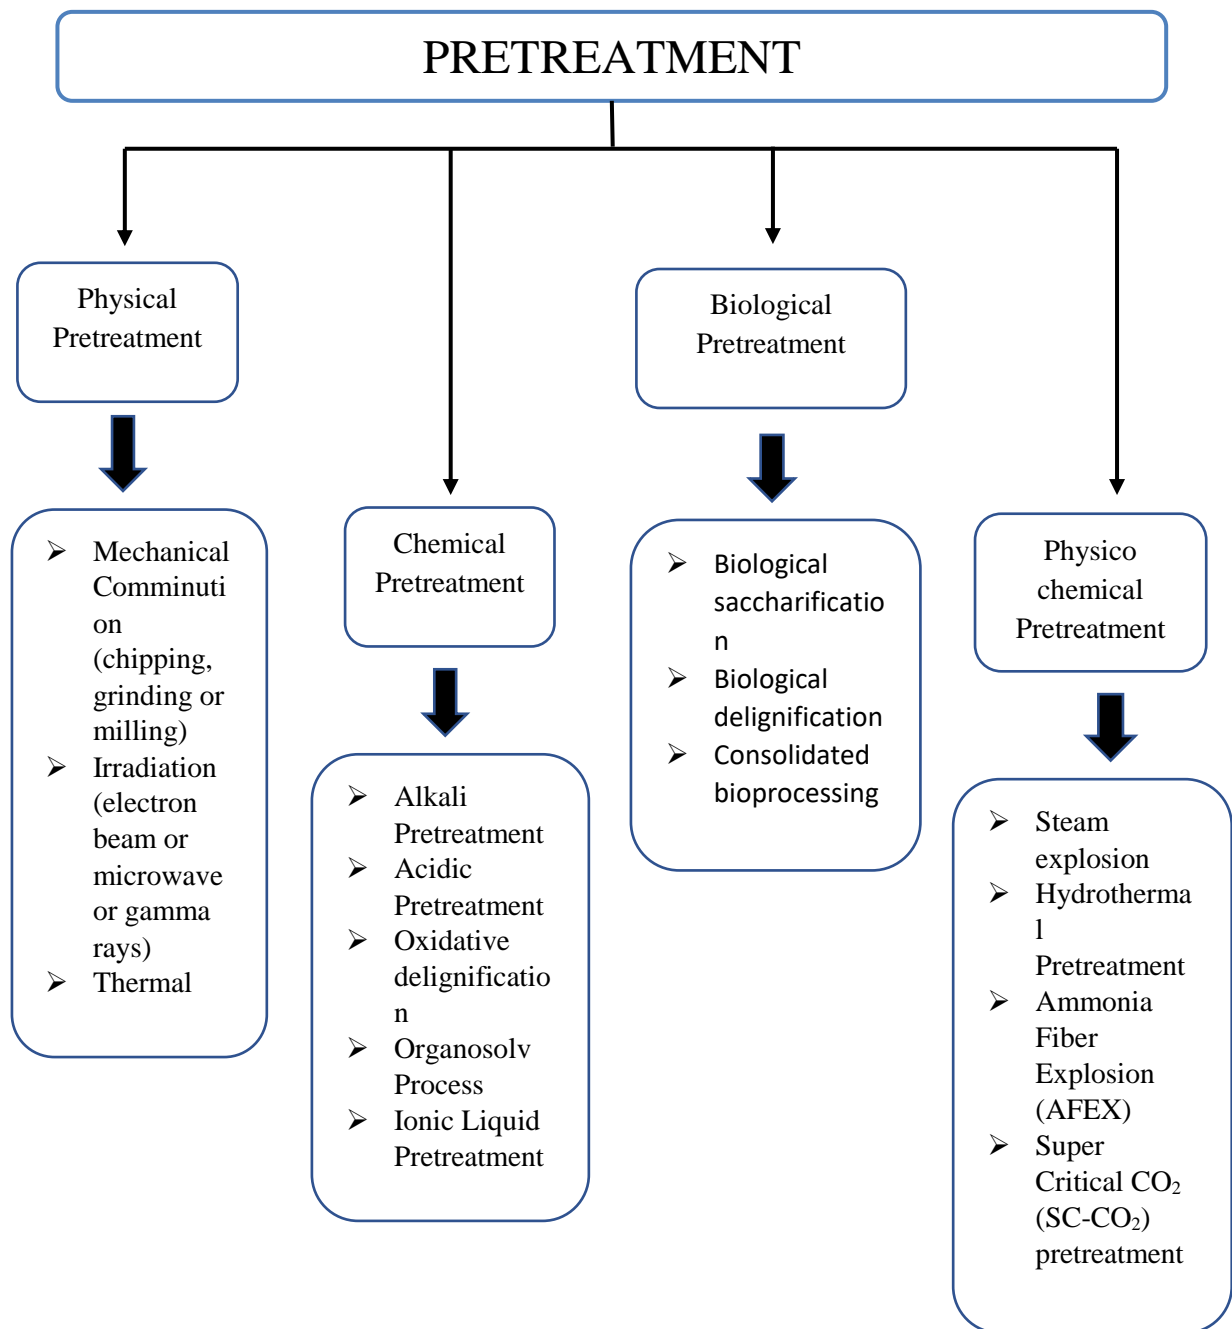 PRETREATMENT
Physical
Pretreatment
➢ Mechanical
Comminuti
on
(chipping,
grinding or
milling)
➢ Irradiation
(electron
beam or
microwave
or gamma
rays)
➢ Thermal
Chemical
Pretreatment
➢ Alkali
Pretreatment
➢ Acidic
Pretreatment
➢ Oxidative
delignificatio
n
➢ Organosolv
Process
➢ Ionic Liquid
Pretreatment
Biological
Pretreatment
➢ Biological
saccharificatio
n
➢ Biological
delignification
➢ Consolidated
bioprocessing
Physico
chemical
Pretreatment
➢ Steam
explosion
➢ Hydrotherma
l
Pretreatment
➢ Ammonia
Fiber
Explosion
(AFEX)
➢ Super
Critical CO₂
(SC-CO₂)
pretreatment